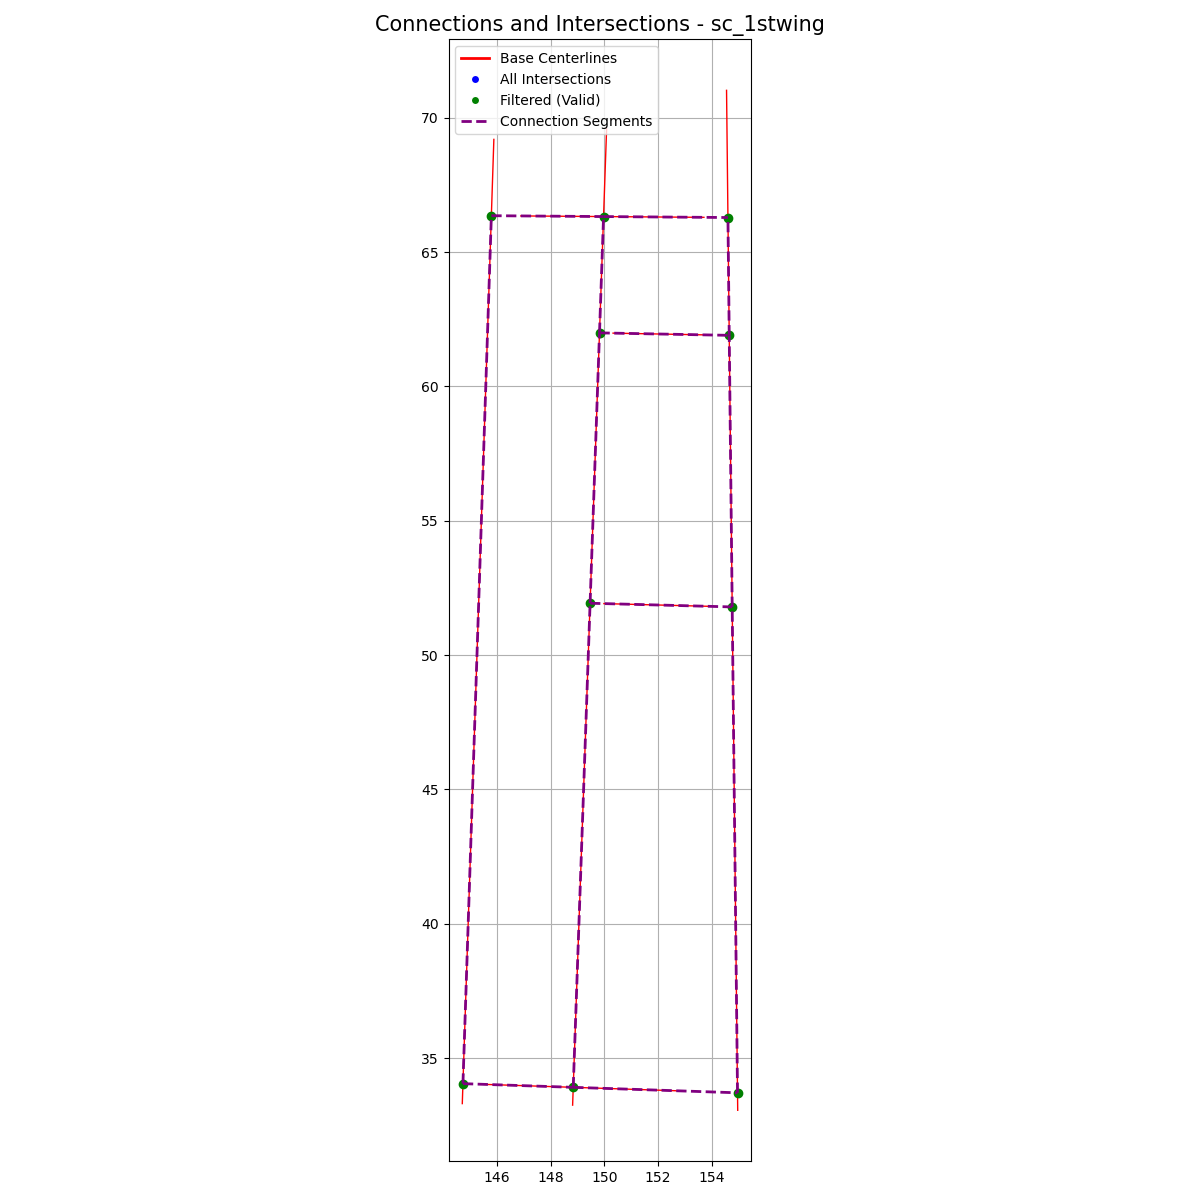 Connections and Intersections - sc_1stwing
Base Centerlines
All Intersections
Filtered (Valid)
Connection Segments
70
65
60
55
50
45
40
35
146 148 150 152 154